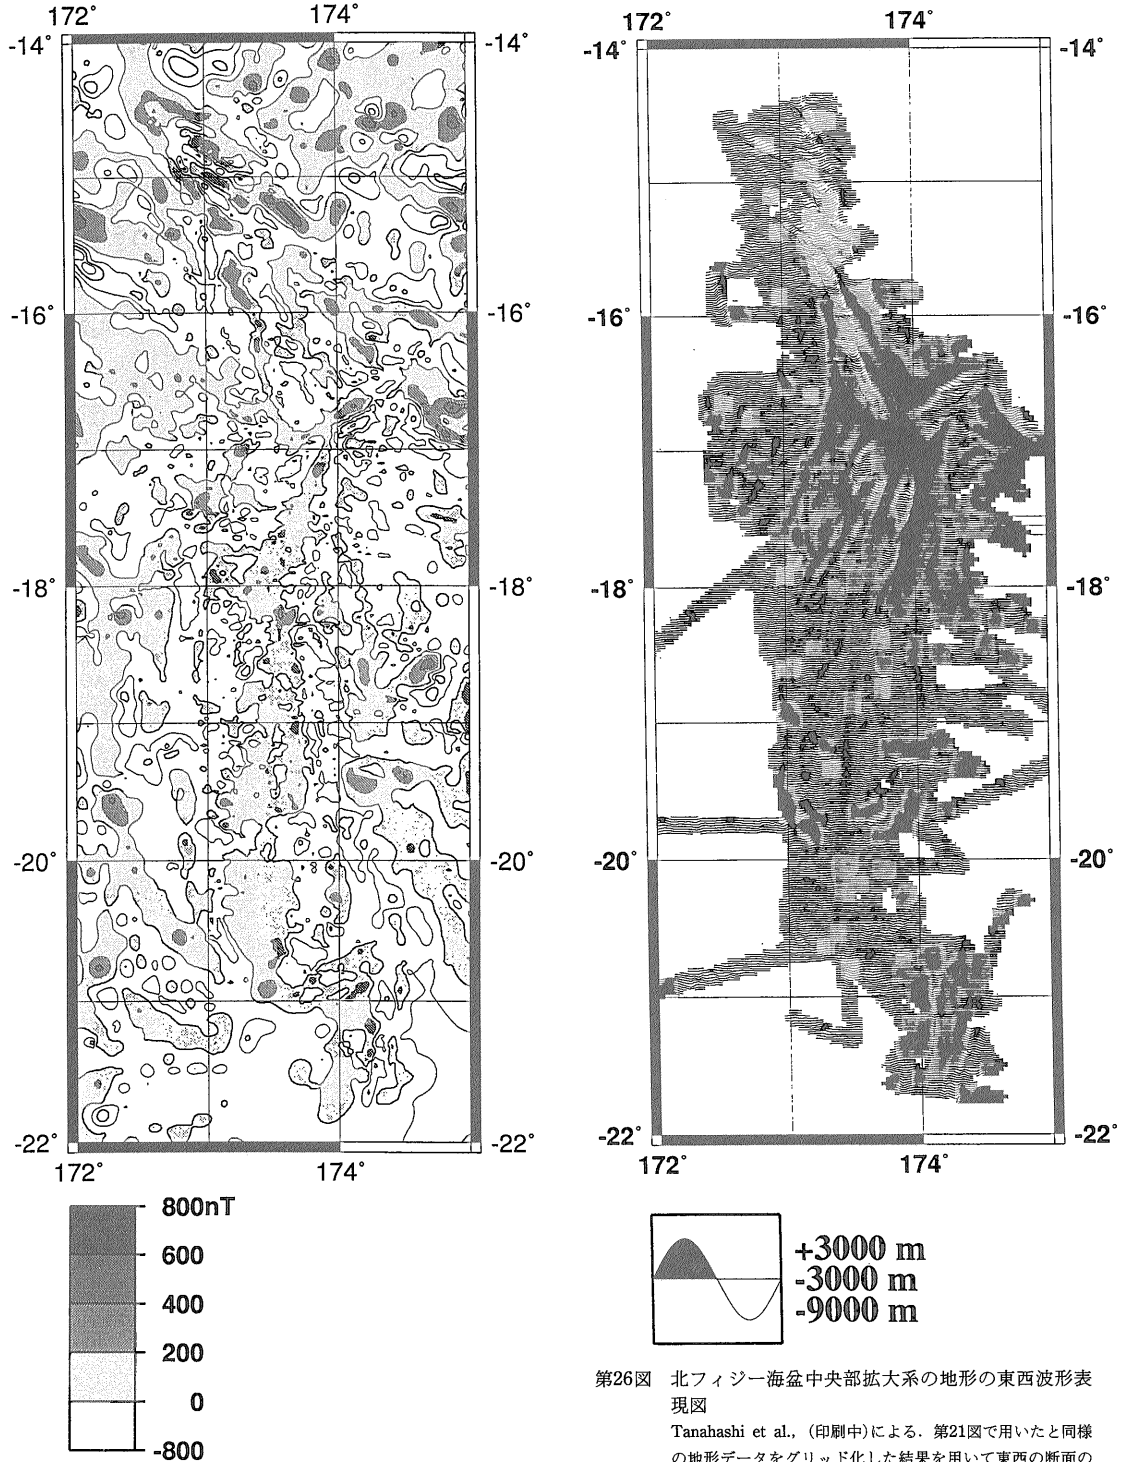 172° 174°
-14° -14°
-16° -16°
-18° -18°
-20° -20°
-22° -22°
172° 174°
800nT
600
400
200
0
-800
172° 174°
-14° -14°
-16° -16°
-18° -18°
-20° -20°
-22° -22°
172° 174°
+3000 m
-3000 m
-9000 m
第26図 北フィジー海盆中央部拡大系の地形の東西波形表
現図
Tanahashi et al., (印刷中)による．第21図で用いたと同様
の地形データをグリッド化した結果を用いて東西の断面の